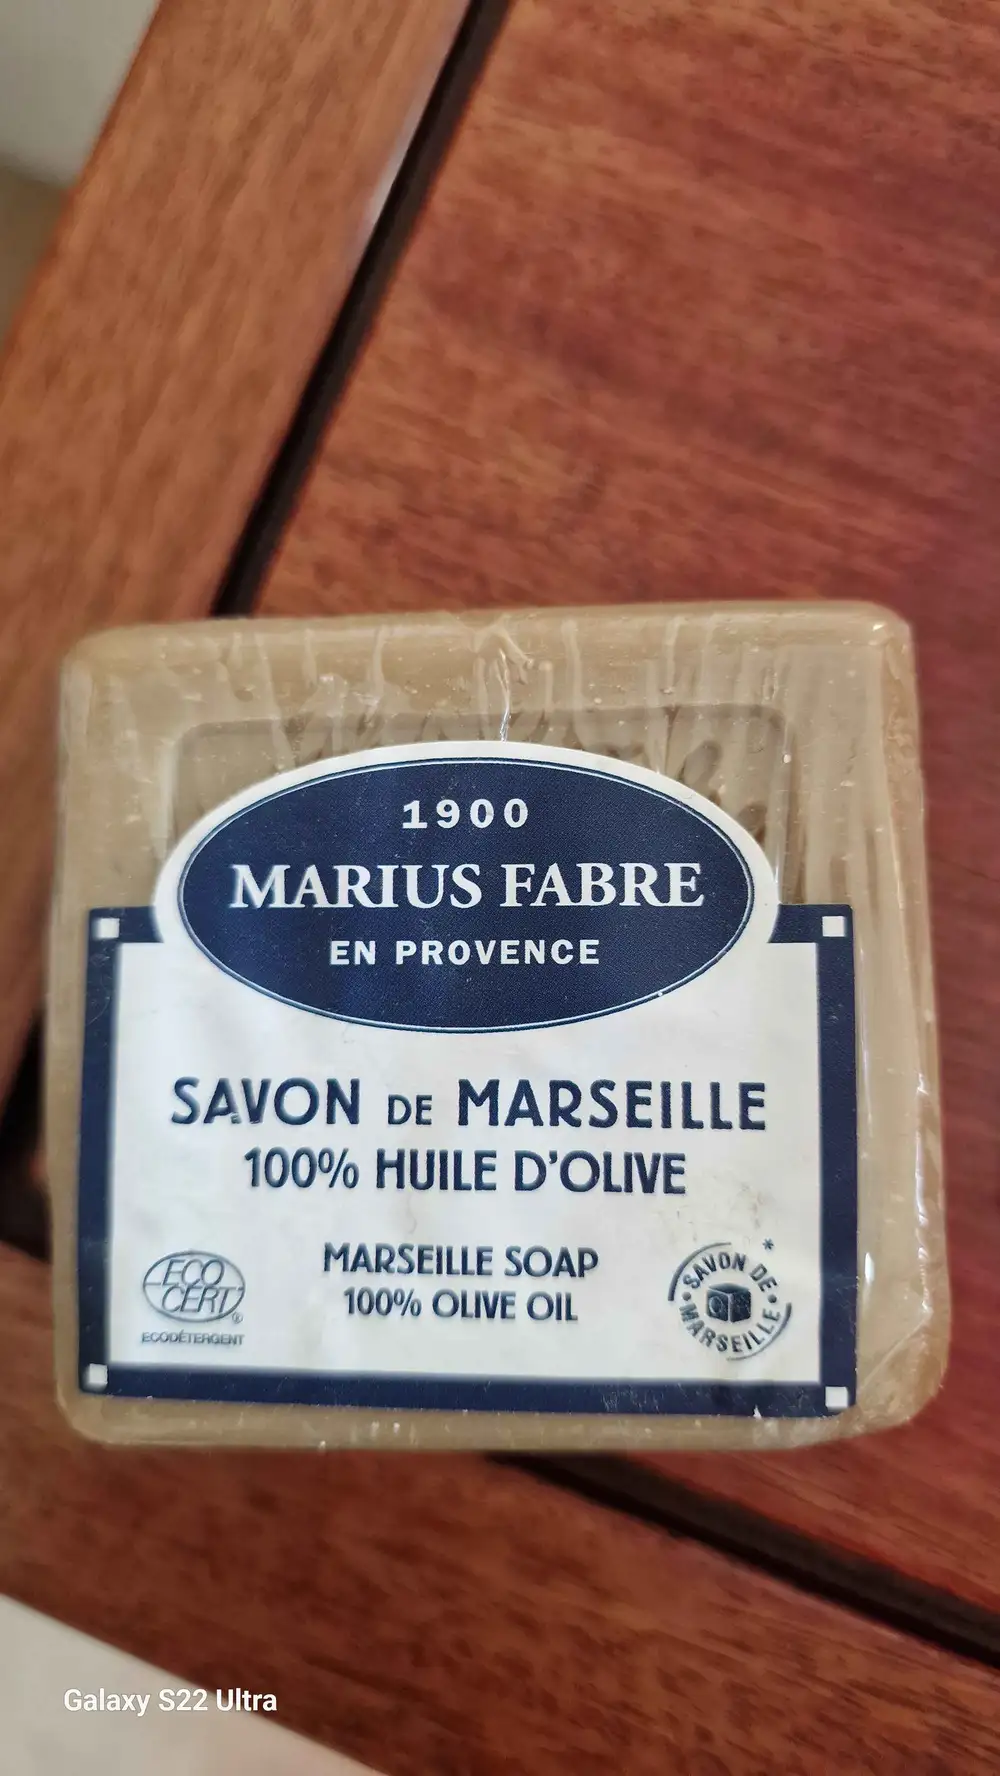 1900
MARIUS FABRE
EN PROVENCE
SAVON DE MARSEILLE
100% HUILE D'OLIVE
MARSEILLE SOAP
100% OLIVE OIL
ECO
CERT®
ECODÉTERGENT
• SAVON DE • MARSEILLE *
Galaxy S22 Ultra